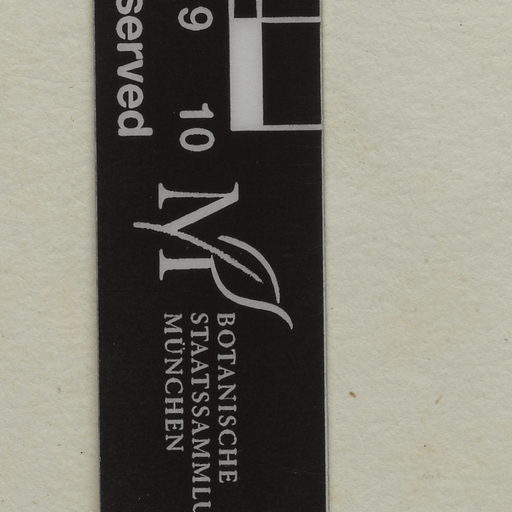 9 10
served
BOTANISCHE
STAATSSAMMLU
MÜNCHEN